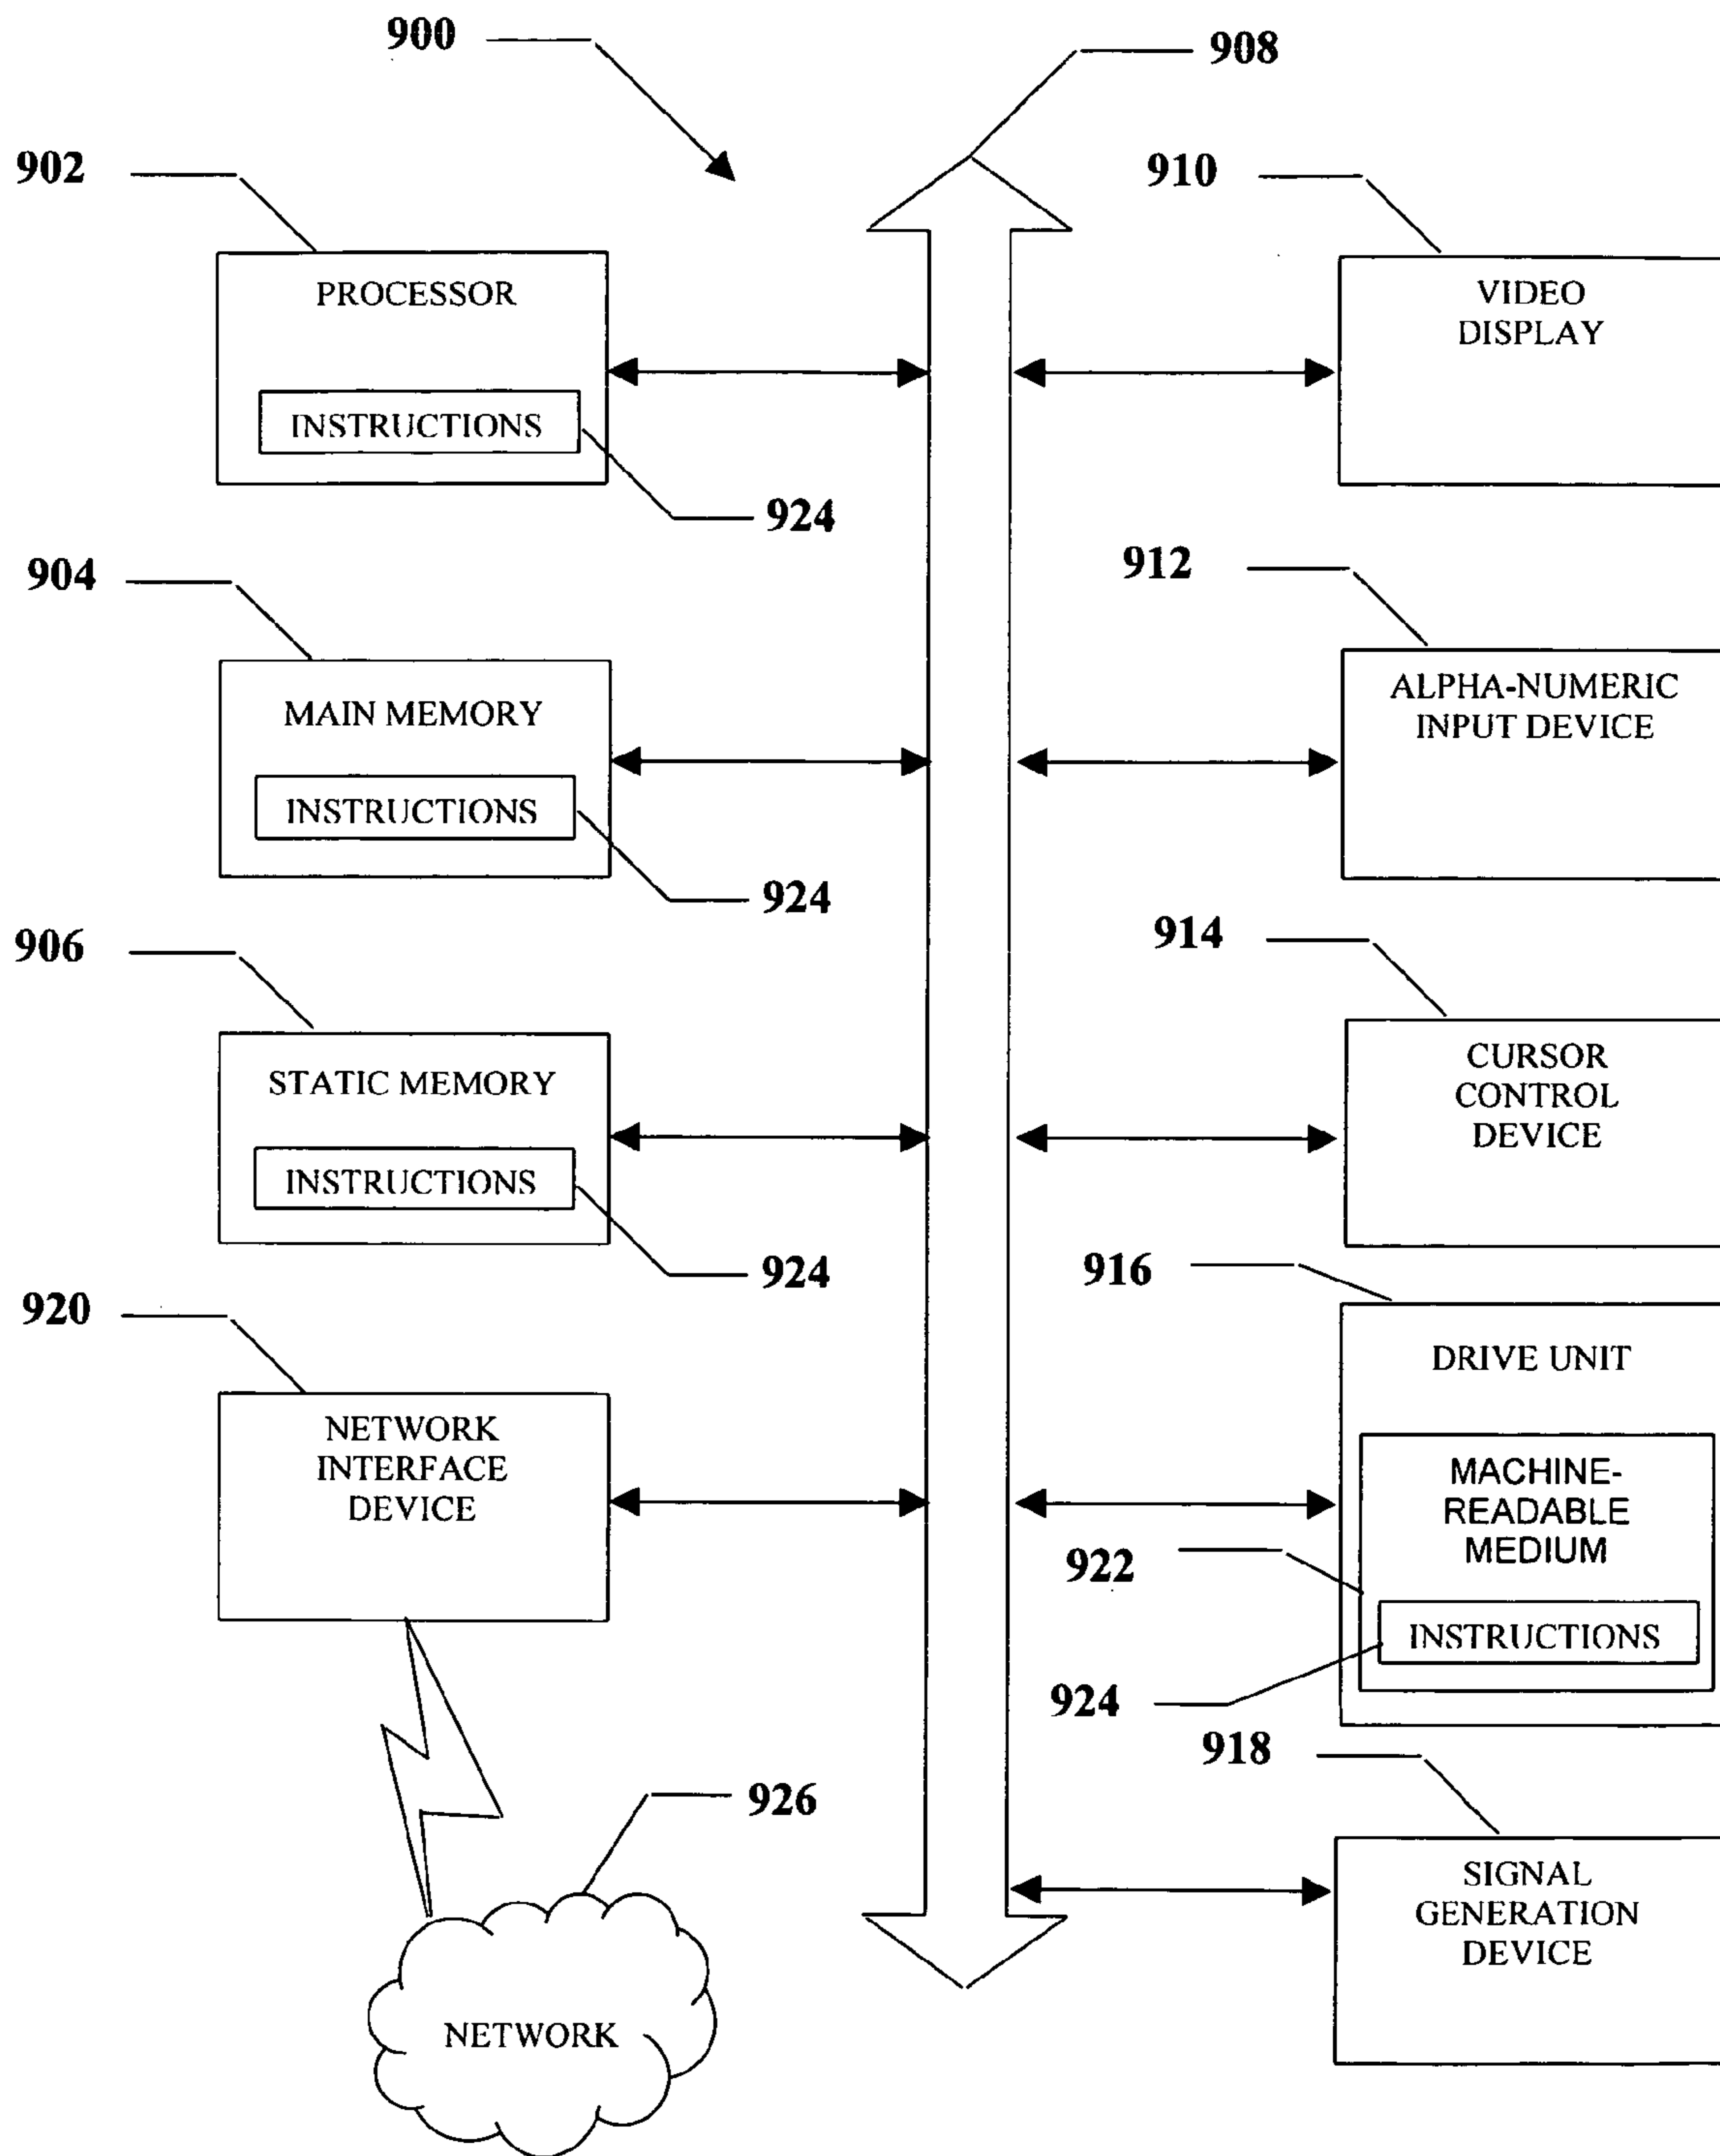 900
908
902
910
PROCESSOR
INSTRUCTIONS
924
VIDEO
DISPLAY
904
912
MAIN MEMORY
INSTRUCTIONS
924
ALPHA-NUMERIC
INPUT DEVICE
906
914
STATIC MEMORY
INSTRUCTIONS
924
CURSOR
CONTROL
DEVICE
920
916
NETWORK
INTERFACE
DEVICE
DRIVE UNIT
MACHINE-
READABLE
MEDIUM
922
INSTRUCTIONS
924
918
926
NETWORK
SIGNAL
GENERATION
DEVICE